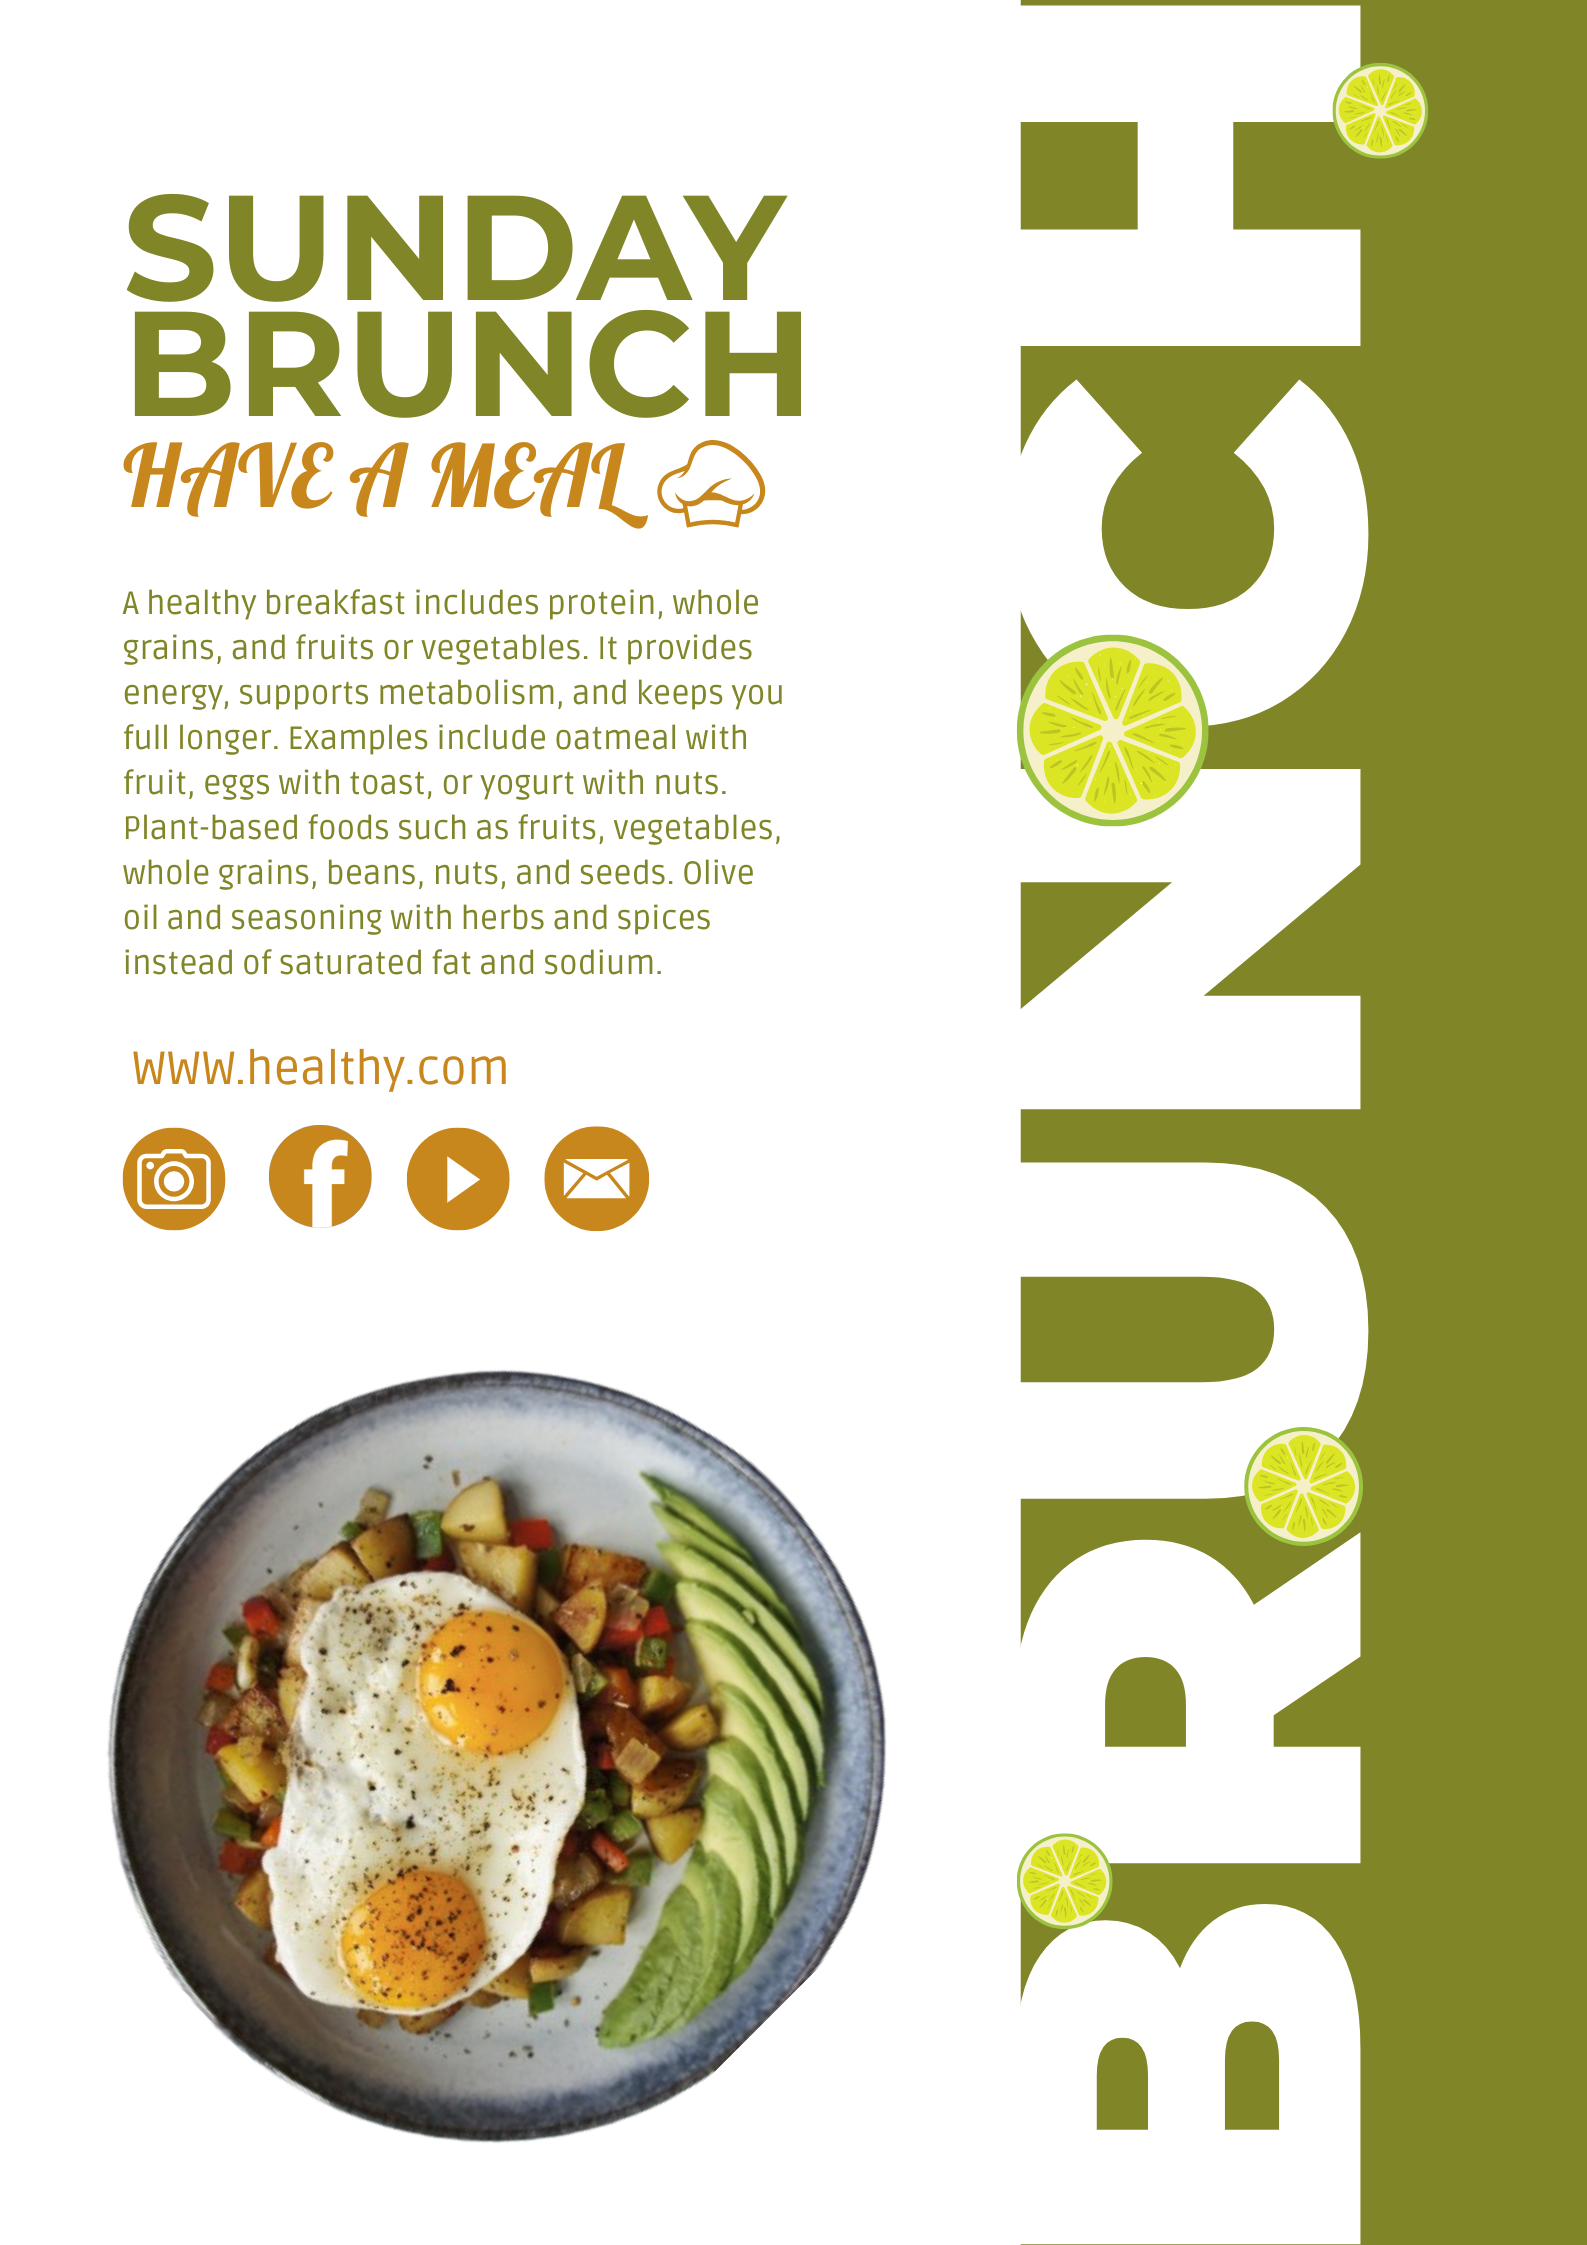 SUNDAY
BRUNCH
HAVE A MEAL
A healthy breakfast includes protein, whole
grains, and fruits or vegetables. It provides
energy, supports metabolism, and keeps you
full longer. Examples include oatmeal with
fruit, eggs with toast, or yogurt with nuts.
Plant-based foods such as fruits, vegetables,
whole grains, beans, nuts, and seeds. Olive
oil and seasoning with herbs and spices
instead of saturated fat and sodium.
WWW.healthy.com
f
BRUNCH